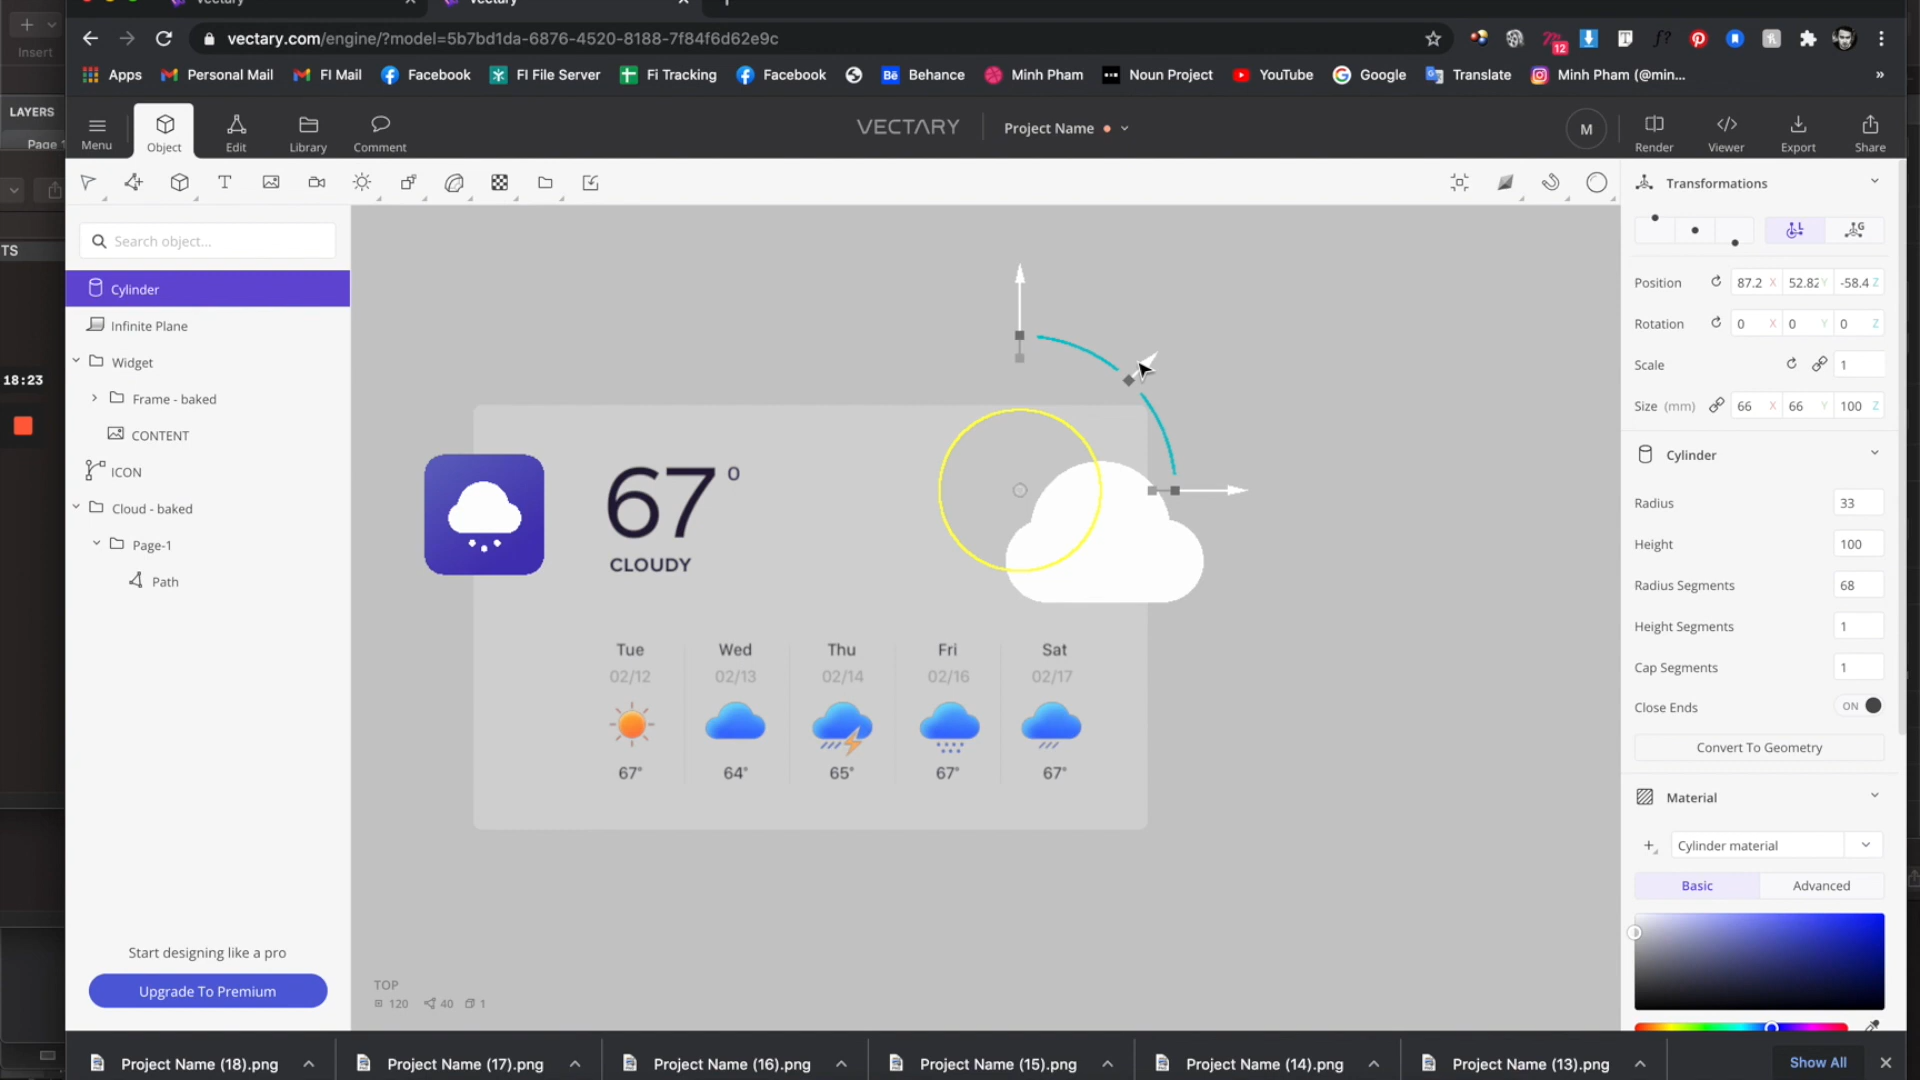 Vectary
Vectary
Insert
vectary.com/engine/?model=5b7bd1da-6876-4520-8188-7f84f6d62e9c
12
Apps
Personal Mail
FI Mail
Facebook
FI File Server
Fi Tracking
Facebook
Behance
Minh Pham
Noun Project
YouTube
Google
Translate
Minh Pham (@min...
»
LAYERS
Page 1
Menu
Object
Edit
Library
Comment
VECTARY
Project Name
M
Render
Viewer
Export
Share
TS
18:23
Search object...
Cylinder
Infinite Plane
Widget
Frame - baked
CONTENT
ICON
Cloud - baked
Page-1
Path
Start designing like a pro
Upgrade To Premium
67°
CLOUDY
Tue
Wed
Thu
Fri
Sat
02/12
02/13
02/14
02/16
02/17
67°
64°
65°
67°
67°
TOP
120 40 1
Transformations
L
G
Position 87.2 X 52.82 Y -58.4 Z
Rotation 0 X 0 Y 0 Z
Scale 1
Size (mm) 66 X 66 Y 100 Z
Cylinder
Radius 33
Height 100
Radius Segments 68
Height Segments 1
Cap Segments 1
Close Ends ON
Convert To Geometry
Material
Cylinder material
Basic
Advanced
Project Name (18).png
Project Name (17).png
Project Name (16).png
Project Name (15).png
Project Name (14).png
Project Name (13).png
Show All